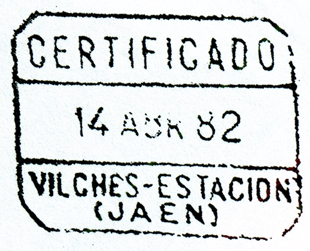 CERTIFICADO
14 ABR 82
VILCHES-ESTACION
(JAEN)